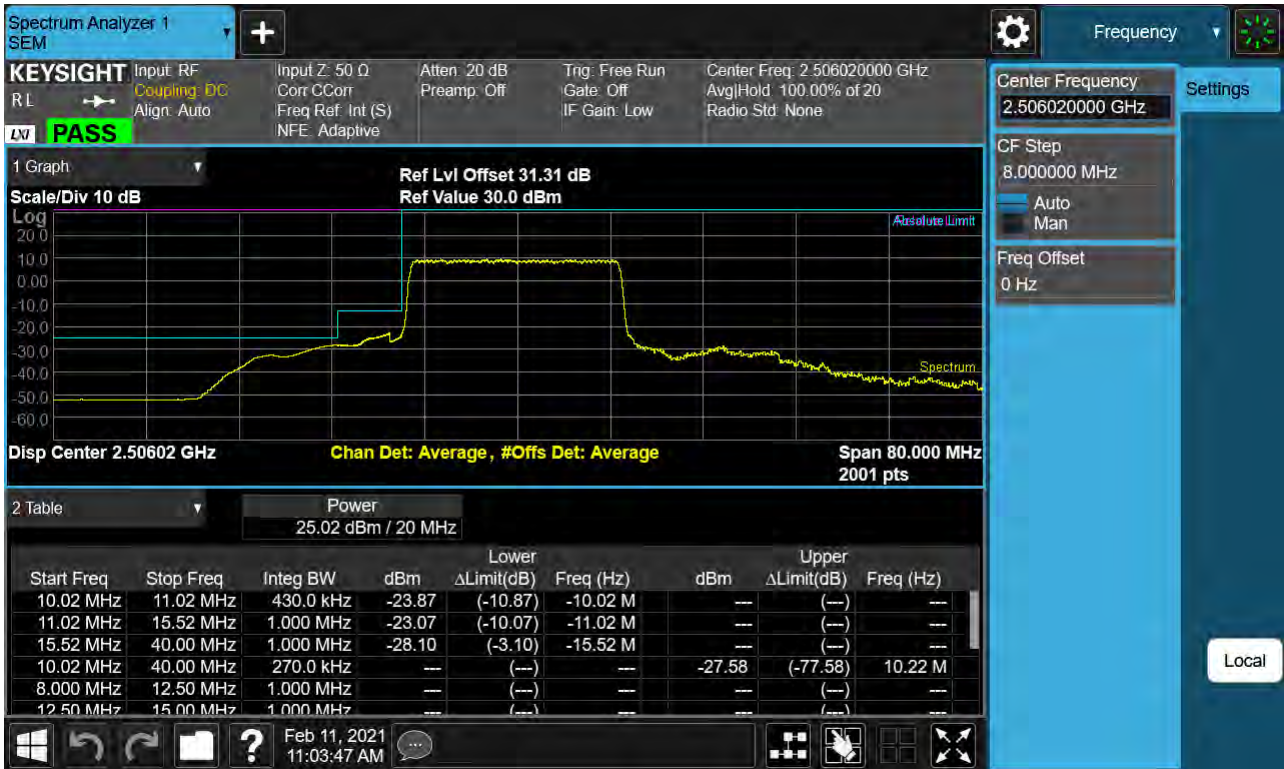 Spectrum Analyzer 1
SEM
Frequency
KEYSIGHT
R L
LXI
PASS
Input: RF
Coupling: DC
Align: Auto
Input Z: 50 Ω
Corr CCorr
Freq Ref: Int (S)
NFE: Adaptive
Atten: 20 dB
Preamp: Off
Trig: Free Run
Gate: Off
IF Gain: Low
Center Freq: 2.506020000 GHz
Avg|Hold: 100.00% of 20
Radio Std: None
Center Frequency
2.506020000 GHz
Settings
CF Step
8.000000 MHz
Auto
Man
Freq Offset
0 Hz
Local
1 Graph
Scale/Div 10 dB
Ref Lvl Offset 31.31 dB
Ref Value 30.0 dBm
Log
20.0
10.0
0.00
-10.0
-20.0
-30.0
-40.0
-50.0
-60.0
Limit
Spectrum
Disp Center 2.50602 GHz
Chan Det: Average, #Offs Det: Average
Span 80.000 MHz
2001 pts
2 Table
Power
25.02 dBm / 20 MHz
Lower Upper
Start Freq Stop Freq Integ BW dBm ΔLimit(dB) Freq (Hz) dBm ΔLimit(dB) Freq (Hz)
10.02 MHz 11.02 MHz 430.0 kHz -23.87 (-10.87) -10.02 M --- (---) ---
11.02 MHz 15.52 MHz 1.000 MHz -23.07 (-10.07) -11.02 M --- (---) ---
15.52 MHz 40.00 MHz 1.000 MHz -28.10 (-3.10) -15.52 M --- (---) ---
10.02 MHz 40.00 MHz 270.0 kHz --- (---) --- -27.58 (-77.58) 10.22 M
8.000 MHz 12.50 MHz 1.000 MHz --- (---) --- --- (---) ---
12.50 MHz 15.00 MHz 1.000 MHz --- (---) --- --- (---) ---
Feb 11, 2021
11:03:47 AM